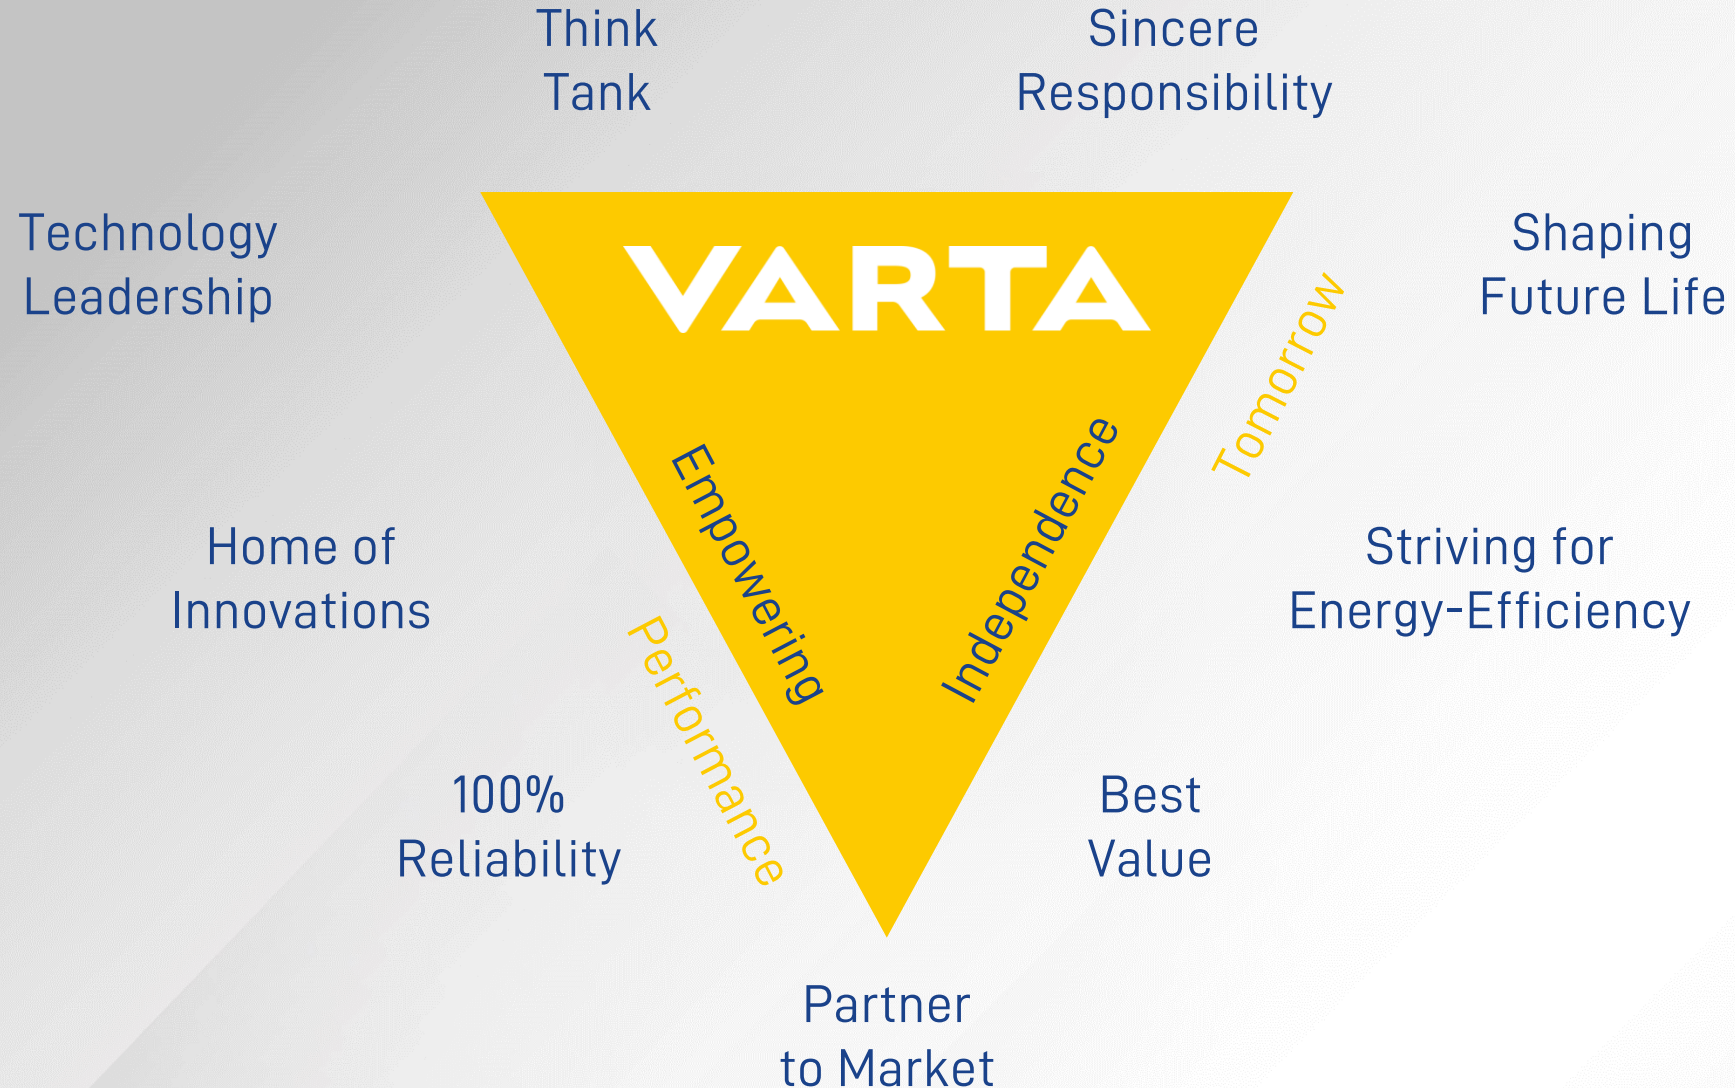 Think
Tank
Sincere
Responsibility
Technology
Leadership
VARTA
Shaping
Future Life
Tomorrow
Empowering
Independence
Home of
Innovations
Striving for
Energy-Efficiency
Performance
100%
Reliability
Best
Value
Partner
to Market